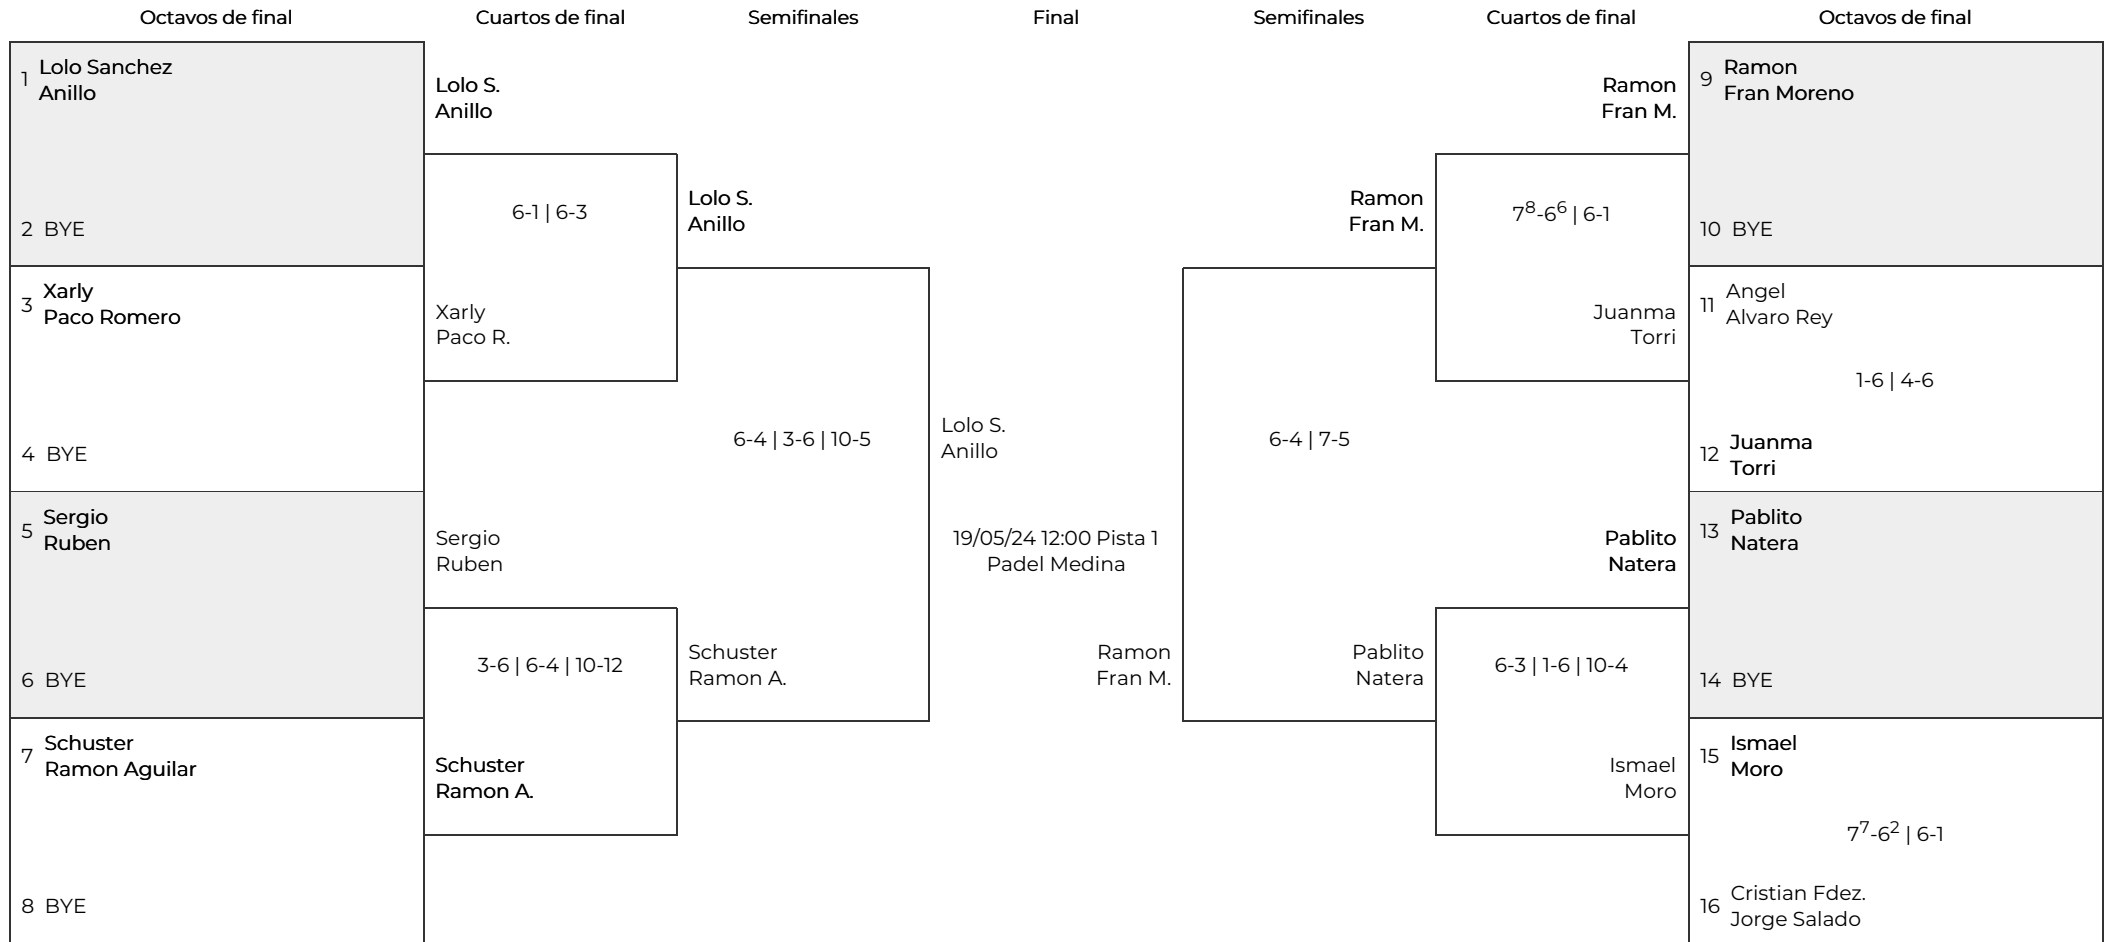 Octavos de final
Cuartos de final
Semifinales
Final
Semifinales
Cuartos de final
Octavos de final
1 Lolo Sanchez
Anillo
2 BYE
3 Xarly
Paco Romero
4 BYE
5 Sergio
Ruben
6 BYE
7 Schuster
Ramon Aguilar
8 BYE
Lolo S.
Anillo
6-1 | 6-3
Xarly
Paco R.
Sergio
Ruben
3-6 | 6-4 | 10-12
Schuster
Ramon A.
Lolo S.
Anillo
6-4 | 3-6 | 10-5
Schuster
Ramon A.
Lolo S.
Anillo
19/05/24 12:00 Pista 1
Padel Medina
Ramon
Fran M.
Ramon
Fran M.
6-4 | 7-5
Pablito
Natera
Ramon
Fran M.
7⁸-6⁶ | 6-1
Juanma
Torri
Pablito
Natera
6-3 | 1-6 | 10-4
Ismael
Moro
9 Ramon
Fran Moreno
10 BYE
11 Angel
Alvaro Rey
1-6 | 4-6
12 Juanma
Torri
13 Pablito
Natera
14 BYE
15 Ismael
Moro
7⁷-6² | 6-1
16 Cristian Fdez.
Jorge Salado